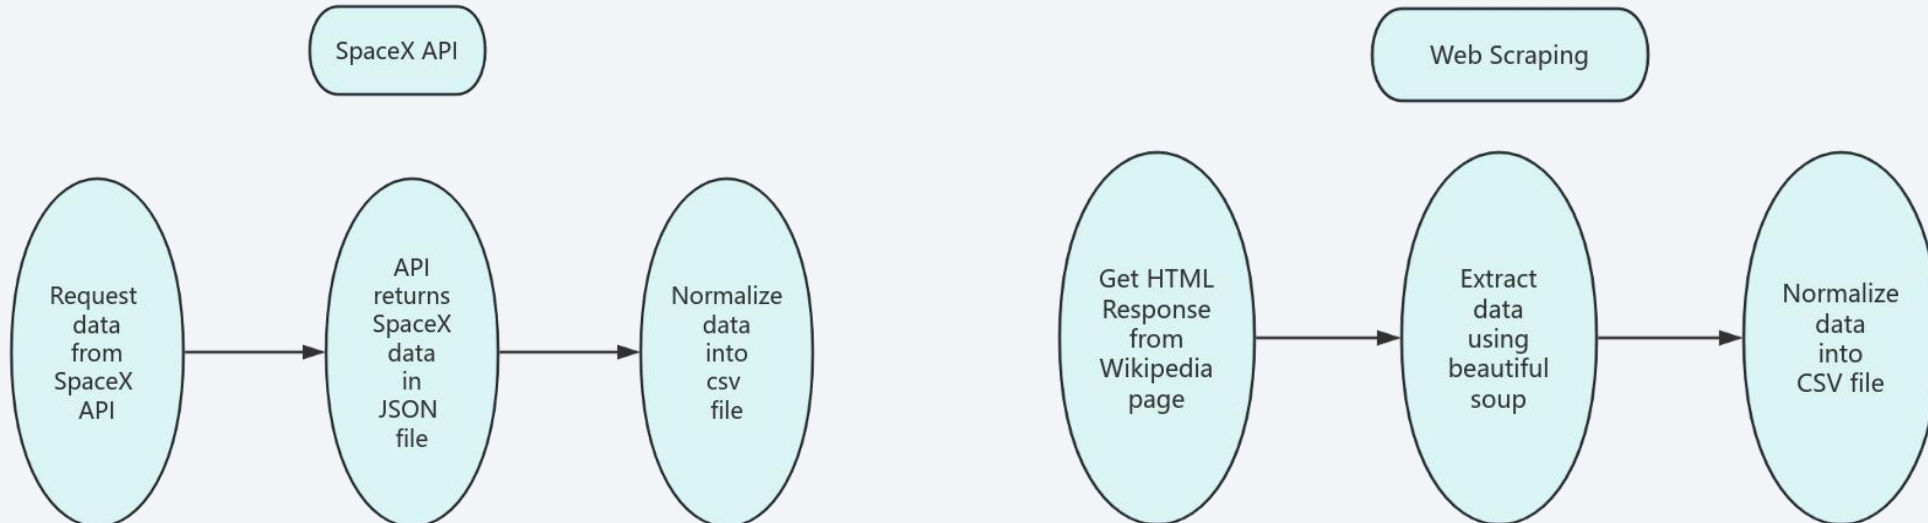 SpaceX API
Request
data
from
SpaceX
API
API
returns
SpaceX
data
in
JSON
file
Normalize
data
into
csv
file
Web Scraping
Get HTML
Response
from
Wikipedia
page
Extract
data
using
beautiful
soup
Normalize
data
into
CSV file